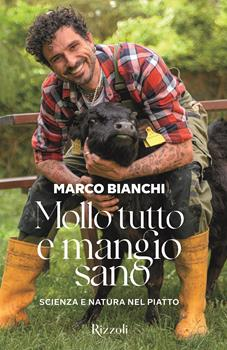 MARCO BIANCHI
Mollo tutto
e mangio
sano
SCIENZA E NATURA NEL PIATTO
Rizzoli